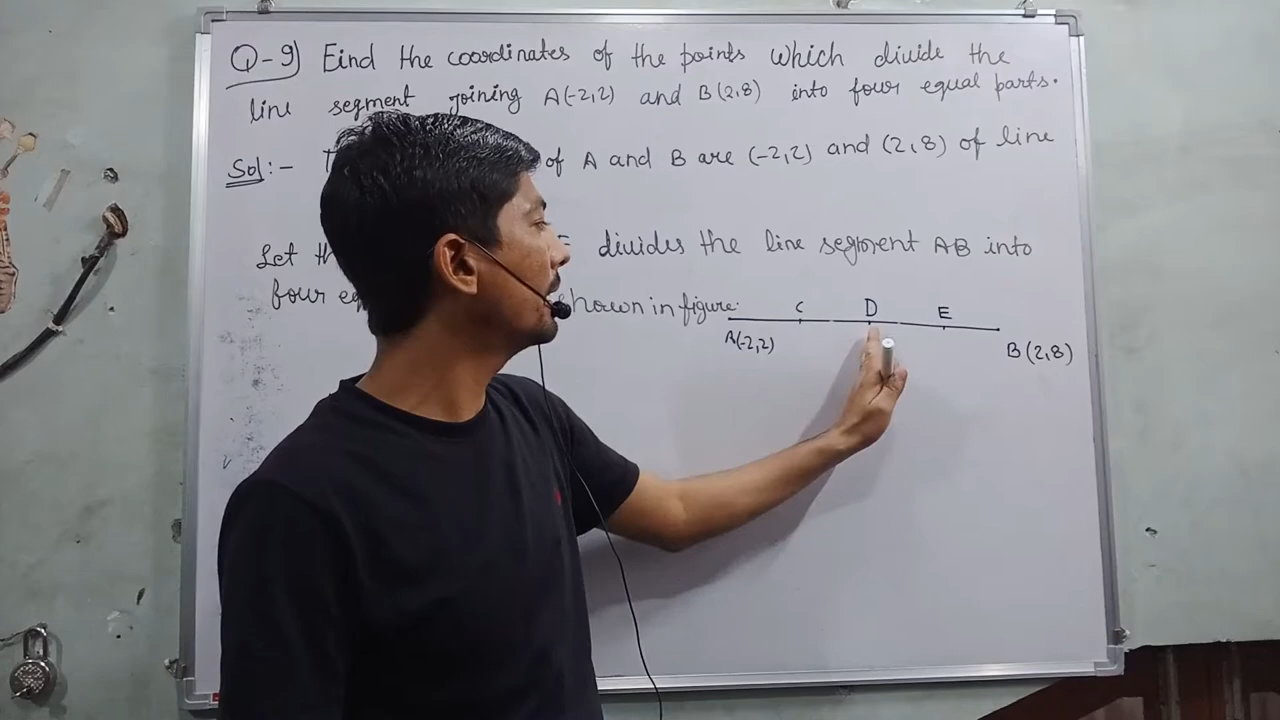 Q-9) Find the coordinates of the points which divide the
line segment joining A(-2,2) and B(2,8) into four equal parts.
Sol:- of A and B are (-2,2) and (2,8) of line
Let divides the line segment AB into
four shown in figure.
C D E
A(-2,2)
B(2,8)